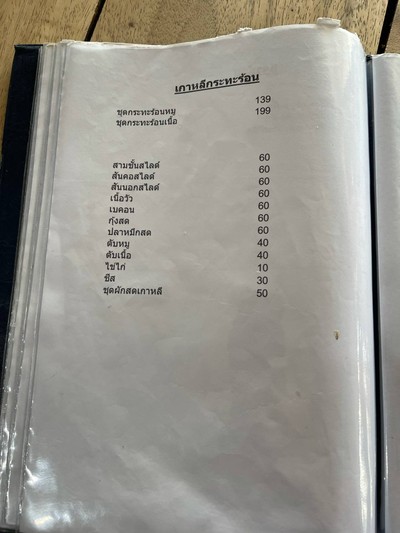 เกาหลีกระทะร้อน
ชุดกระทะร้อนหมู 139
ชุดกระทะร้อนเนื้อ 199
สามชั้นสไลด์ 60
สันคอสไลด์ 60
สันนอกสไลด์ 60
เนื้อวัว 60
เบคอน 60
กุ้งสด 60
ปลาหมึกสด 60
ตับหมู 40
ตับเนื้อ 40
ไข่ไก่ 10
ชีส 30
ชุดผักสดเกาหลี 50